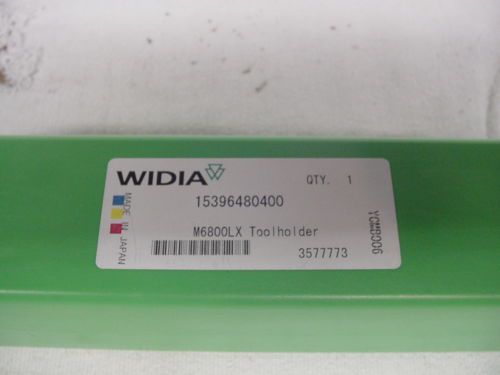 WIDIA
QTY. 1
15396480400
M6800LX Toolholder
3577773
MADE IN JAPAN